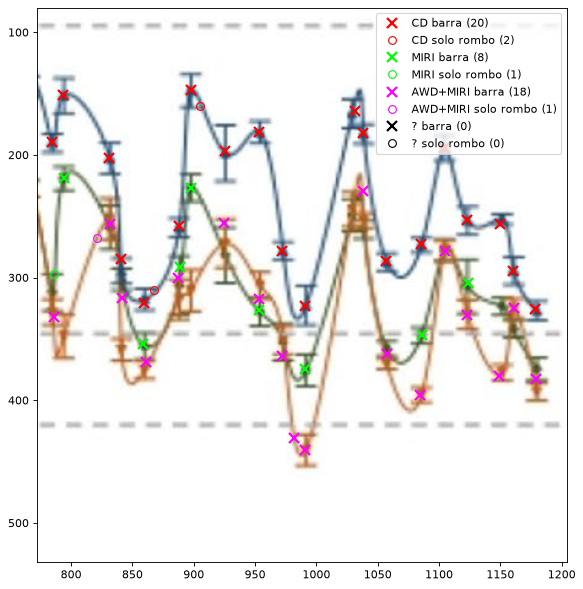 100
200
300
400
500
800
850
900
950
1000
1050
1100
1150
1200
CD barra (20)
CD solo rombo (2)
MIRI barra (8)
MIRI solo rombo (1)
AWD+MIRI barra (18)
AWD+MIRI solo rombo (1)
? barra (0)
? solo rombo (0)